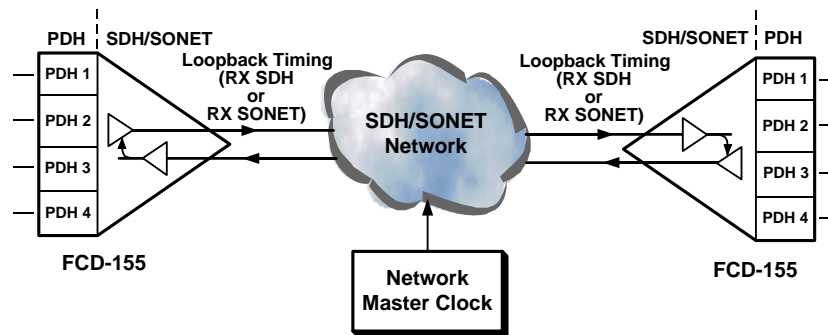 PDH
SDH/SONET
PDH 1
PDH 2
PDH 3
PDH 4
FCD-155
Loopback Timing
(RX SDH
or
RX SONET)
SDH/SONET
Network
Network
Master Clock
Loopback Timing
(RX SDH
or
RX SONET)
SDH/SONET
PDH
PDH 1
PDH 2
PDH 3
PDH 4
FCD-155